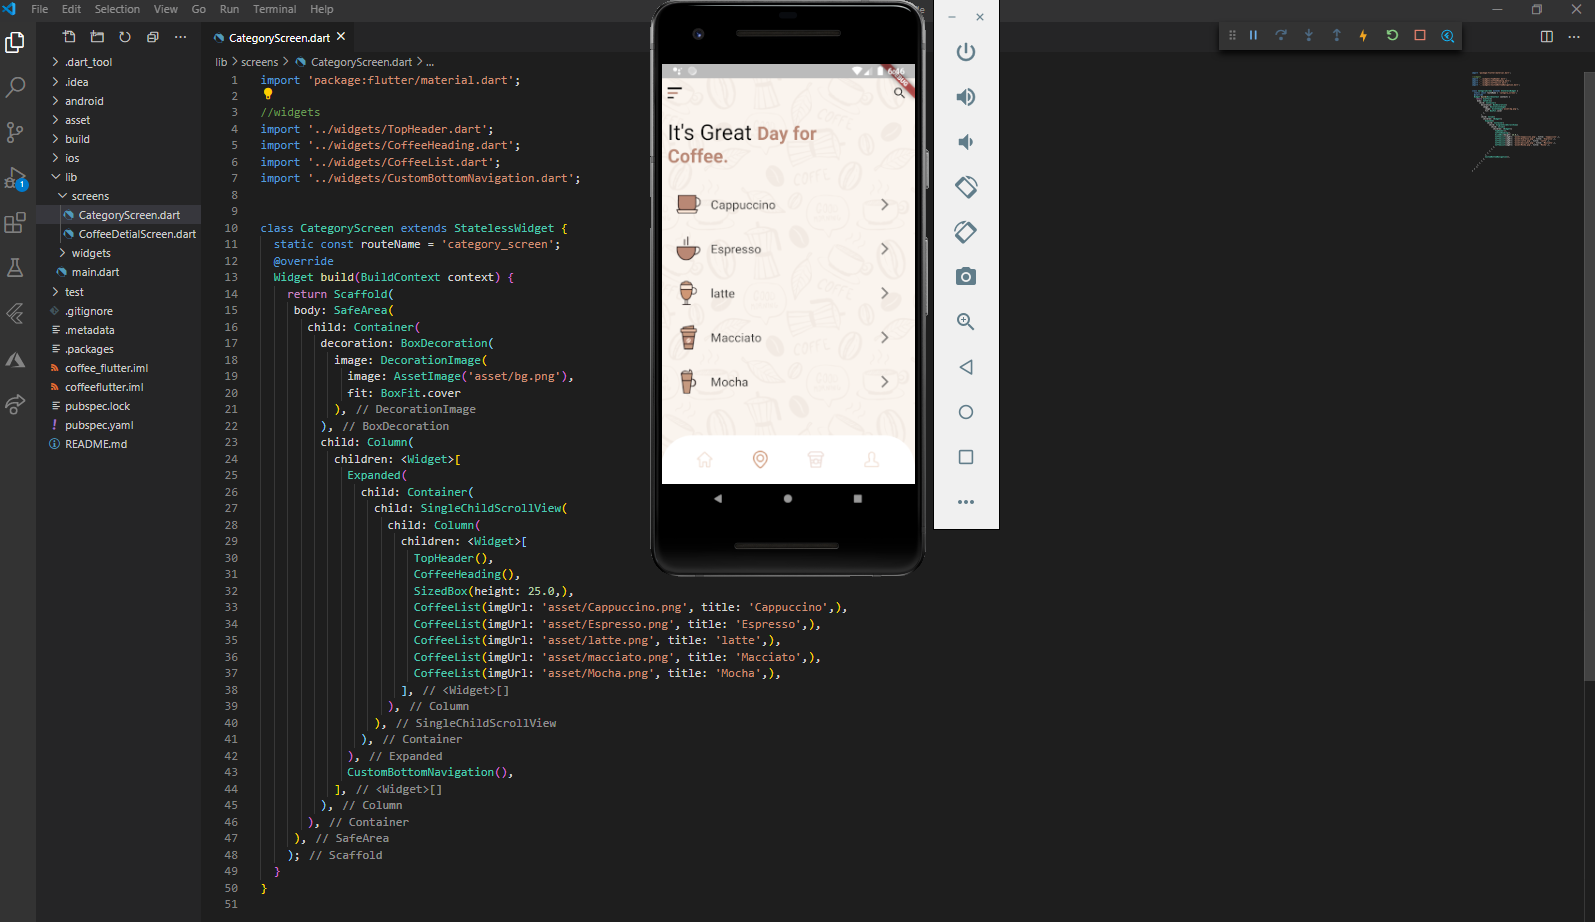 File Edit Selection View Go Run Terminal Help
CategoryScreen.dart
lib > screens > CategoryScreen.dart > ...
.dart_tool
.idea
android
asset
build
ios
lib
screens
CategoryScreen.dart
CoffeeDetialScreen.dart
widgets
main.dart
test
.gitignore
.metadata
.packages
coffee_flutter.iml
coffeeflutter.iml
pubspec.lock
pubspec.yaml
README.md
1
1 import 'package:flutter/material.dart';
2
3 //widgets
4 import '../widgets/TopHeader.dart';
5 import '../widgets/CoffeeHeading.dart';
6 import '../widgets/CoffeeList.dart';
7 import '../widgets/CustomBottomNavigation.dart';
8
9
10 class CategoryScreen extends StatelessWidget {
11 static const routeName = 'category_screen';
12 @override
13 Widget build(BuildContext context) {
14 return Scaffold(
15 body: SafeArea(
16 child: Container(
17 decoration: BoxDecoration(
18 image: DecorationImage(
19 image: AssetImage('asset/bg.png'),
20 fit: BoxFit.cover
21 ), // DecorationImage
22 ), // BoxDecoration
23 child: Column(
24 children: <Widget>[
25 Expanded(
26 child: Container(
27 child: SingleChildScrollView(
28 child: Column(
29 children: <Widget>[
30 TopHeader(),
31 CoffeeHeading(),
32 SizedBox(height: 25.0,),
33 CoffeeList(imgUrl: 'asset/Cappuccino.png', title: 'Cappuccino',),
34 CoffeeList(imgUrl: 'asset/Espresso.png', title: 'Espresso',),
35 CoffeeList(imgUrl: 'asset/latte.png', title: 'latte',),
36 CoffeeList(imgUrl: 'asset/macciato.png', title: 'Macciato',),
37 CoffeeList(imgUrl: 'asset/Mocha.png', title: 'Mocha',),
38 ], // <Widget>[]
39 ), // Column
40 ), // SingleChildScrollView
41 ), // Container
42 ), // Expanded
43 CustomBottomNavigation(),
44 ], // <Widget>[]
45 ), // Column
46 ), // Container
47 ), // SafeArea
48 ); // Scaffold
49 }
50 }
51
6:46
It's Great Day for
Coffee.
Cappuccino
Espresso
latte
Macciato
Mocha